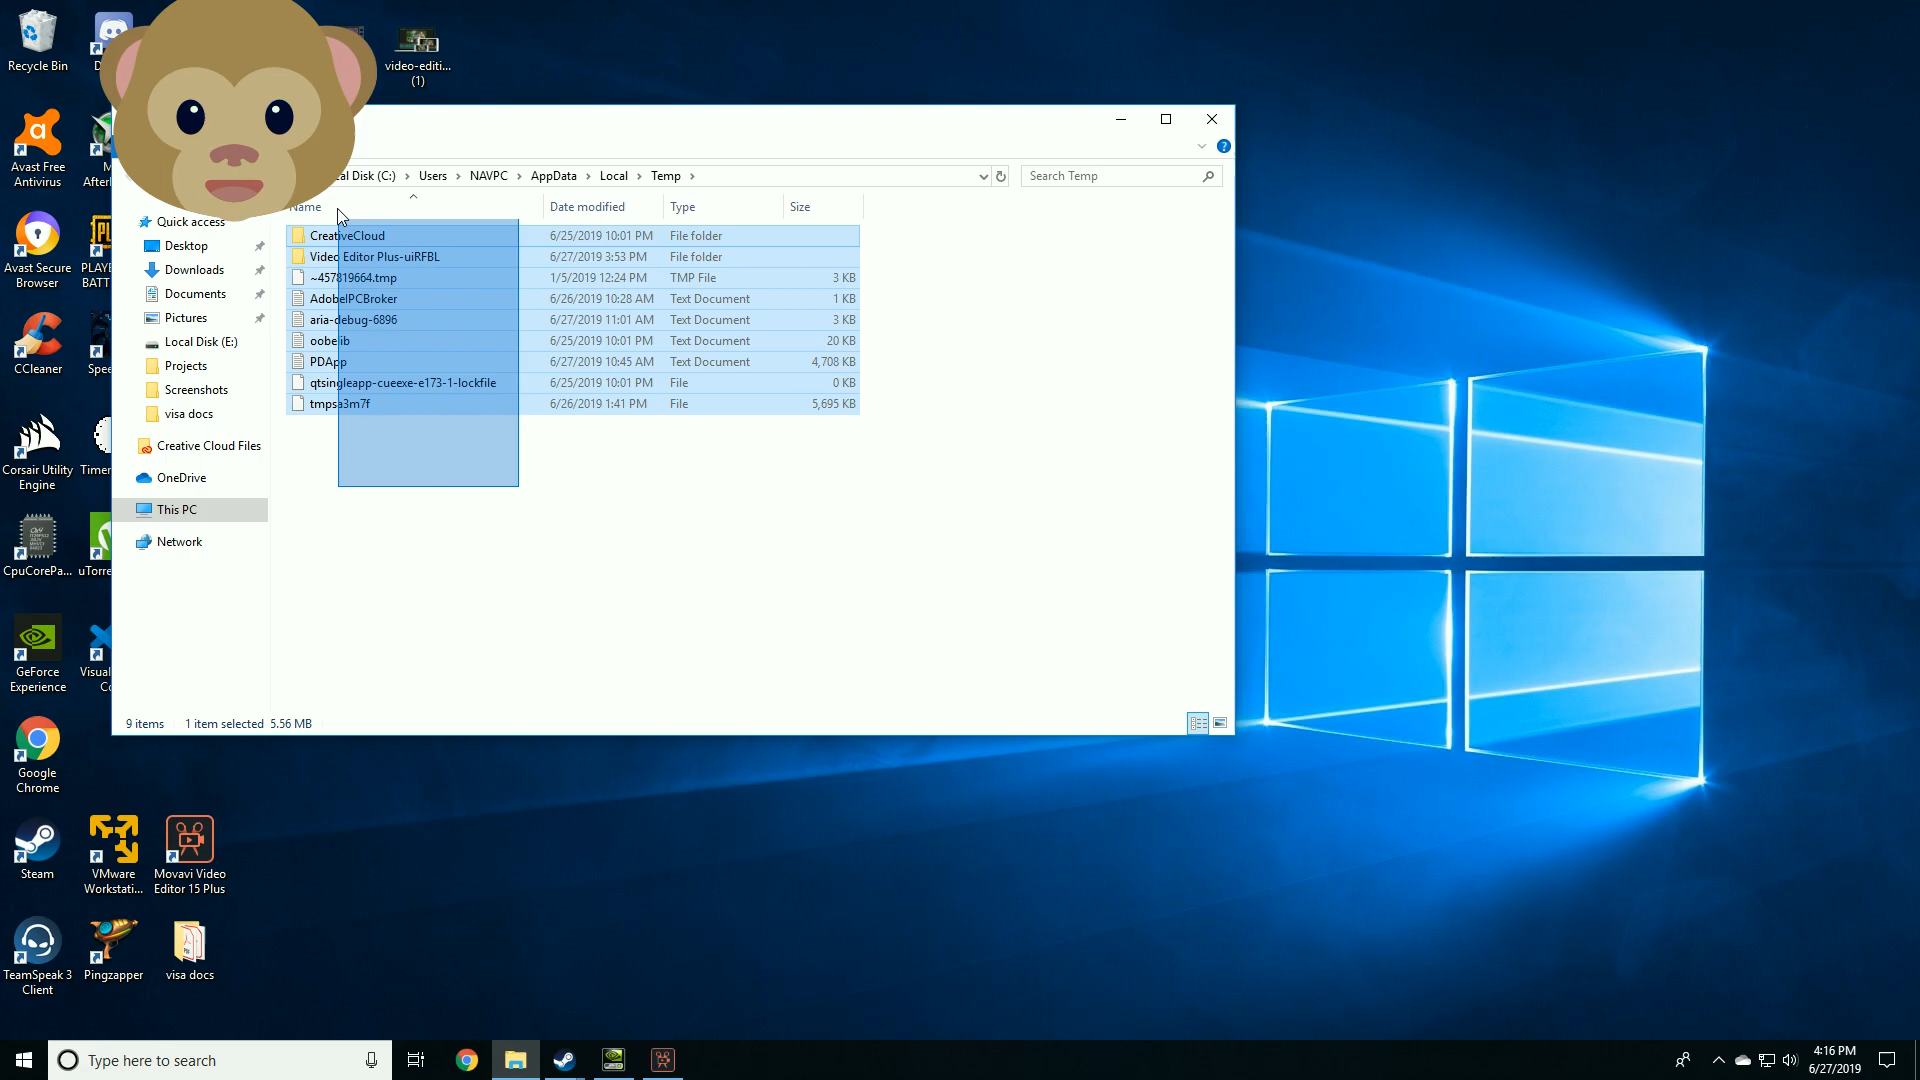 Recycle Bin
D
video-editi...
(1)
Avast Free
Antivirus
M
After
Avast Secure
Browser
PLAYE
BATT
CCleaner
Spee
Corsair Utility
Engine
Timer
CpuCorePa...
uTorre
GeForce
Experience
Visual
Co
Google
Chrome
Steam
VMware
Workstati...
Movavi Video
Editor 15 Plus
TeamSpeak 3
Client
Pingzapper
visa docs
cal Disk (C:) > Users > NAVPC > AppData > Local > Temp >
Search Temp
Name Date modified Type Size
CreativeCloud 6/25/2019 10:01 PM File folder
Video Editor Plus-uiRFBL 6/27/2019 3:53 PM File folder
~457819664.tmp 1/5/2019 12:24 PM TMP File 3 KB
AdobeIPCBroker 6/26/2019 10:28 AM Text Document 1 KB
aria-debug-6896 6/27/2019 11:01 AM Text Document 3 KB
oobelib 6/25/2019 10:01 PM Text Document 20 KB
PDApp 6/27/2019 10:45 AM Text Document 4,708 KB
qtsingleapp-cueexe-e173-1-lockfile 6/25/2019 10:01 PM File 0 KB
tmpsa3m7f 6/26/2019 1:41 PM File 5,695 KB
Quick access
Desktop
Downloads
Documents
Pictures
Local Disk (E:)
Projects
Screenshots
visa docs
Creative Cloud Files
OneDrive
This PC
Network
9 items 1 item selected 5.56 MB
Type here to search
4:16 PM
6/27/2019